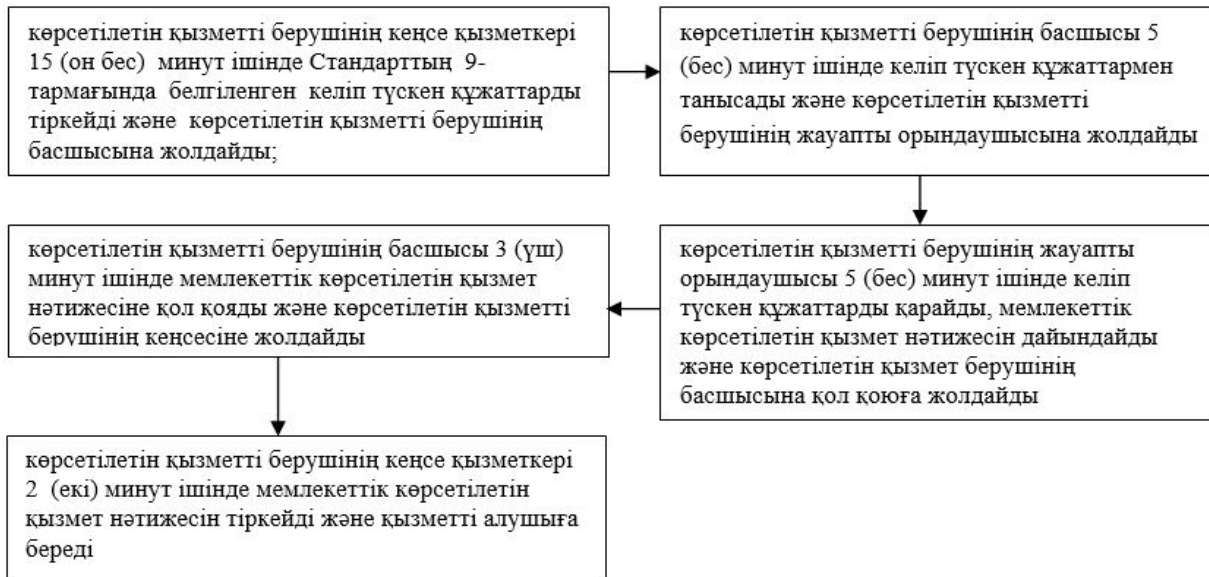 көрсетілетін қызметті берушінің кеңсе қызметкері
15 (он бес) минут ішінде Стандарттың 9-
тармағында белгіленген келіп түскен құжаттарды
тіркейді және көрсетілетін қызметті берушінің
басшысына жолдайды;
көрсетілетін қызметті берушінің басшысы 5
(бес) минут ішінде келіп түскен құжаттармен
танысады және көрсетілетін қызметті
берушінің жауапты орындаушысына жолдайды
көрсетілетін қызметті берушінің жауапты
орындаушысы 5 (бес) минут ішінде келіп
түскен құжаттарды қарайды, мемлекеттік
көрсетілетін қызмет нәтижесін дайындайды
және көрсетілетін қызмет берушінің
басшысына қол қоюға жолдайды
көрсетілетін қызметті берушінің басшысы 3 (үш)
минут ішінде мемлекеттік көрсетілетін қызмет
нәтижесіне қол қояды және көрсетілетін қызметті
берушінің кеңсесіне жолдайды
көрсетілетін қызметті берушінің кеңсе қызметкері
2 (екі) минут ішінде мемлекеттік көрсетілетін
қызмет нәтижесін тіркейді және қызметті алушыға
береді